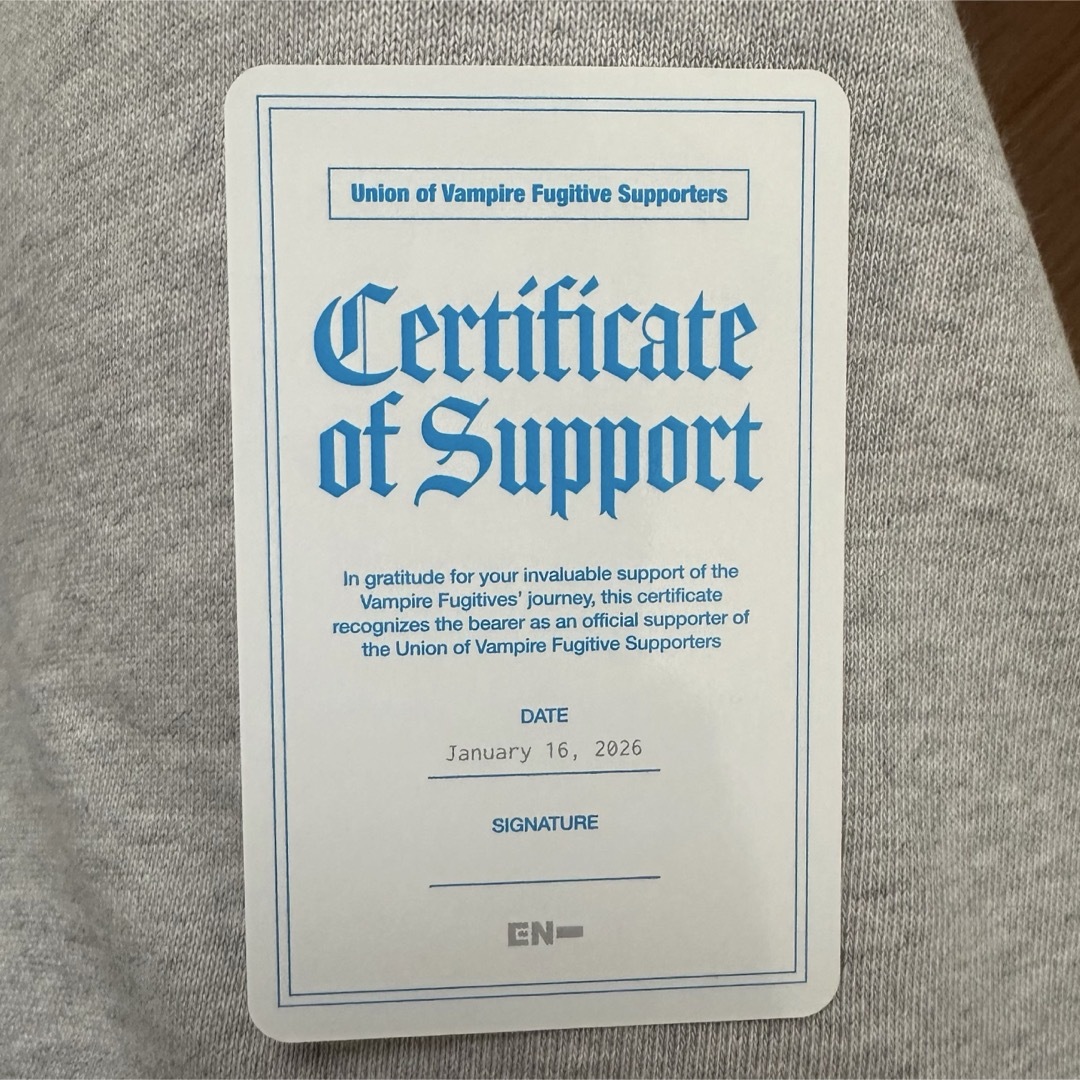 Union of Vampire Fugitive Supporters
Certificate
of Support
In gratitude for your invaluable support of the
Vampire Fugitives' journey, this certificate
recognizes the bearer as an official supporter of
the Union of Vampire Fugitive Supporters
DATE
January 16, 2026
SIGNATURE
EN-